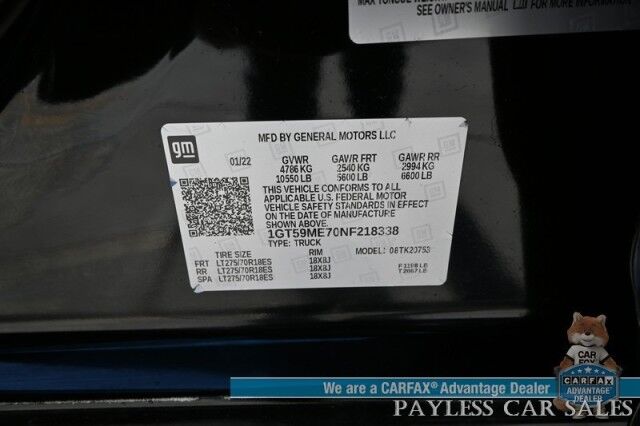 SEE OWNER'S MANUAL FOR MORE INFORMATION
gm
MFD BY GENERAL MOTORS LLC
01/22 GVWR GAWR FRT GAWR RR
4786 KG 2540 KG 2994 KG
10550 LB 5600 LB 6600 LB
THIS VEHICLE CONFORMS TO ALL
APPLICABLE U.S. FEDERAL MOTOR
VEHICLE SAFETY STANDARDS IN EFFECT
ON THE DATE OF MANUFACTURE
SHOWN ABOVE.
1GT59ME70NF218338
TYPE: TRUCK MODEL:
TIRE SIZE RIM
FRT LT275/70R18ES 18X8J
RR LT275/70R18ES 18X8J
SPA LT275/70R18ES 18X8J
CAR FOX
CARFAX
ADVANTAGE
DEALER
We are a CARFAX® Advantage Dealer
PAYLESS CAR SALES